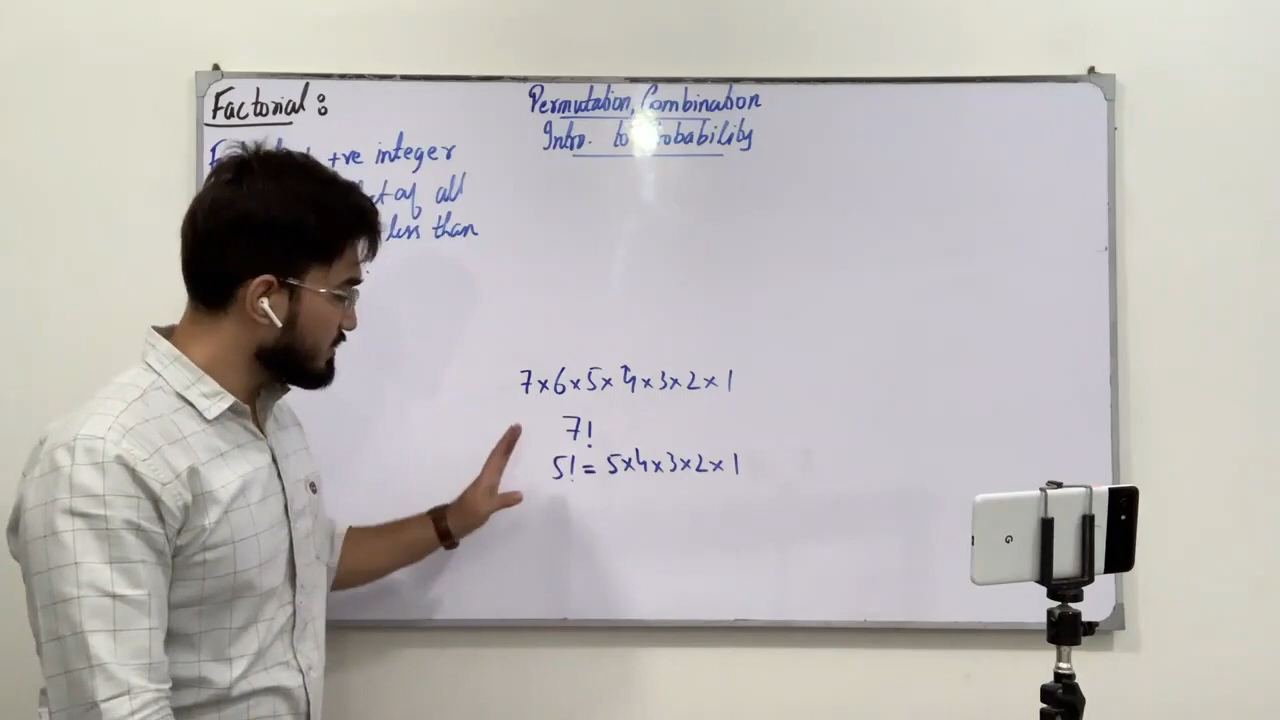 Factorial :
Permutation, Combination
Intro. to Probability
+ve integer
of all
less than
7×6×5×4×3×2×1
7!
5! = 5×4×3×2×1
G